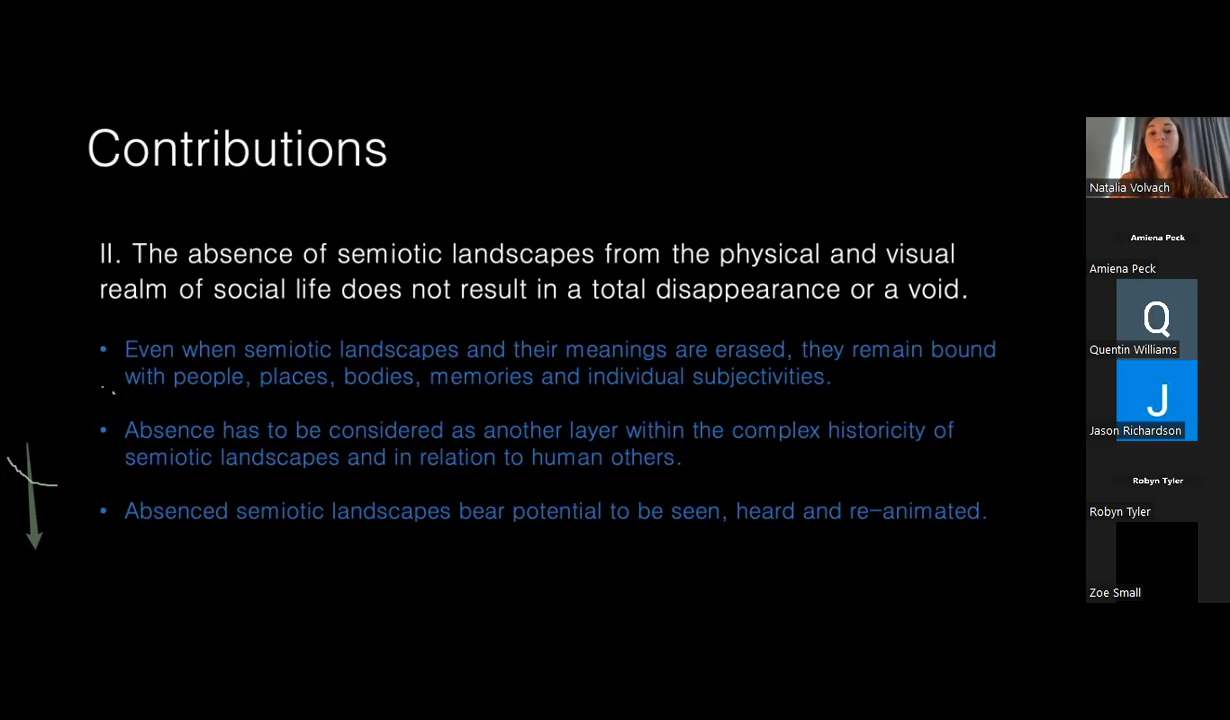 Contributions
II. The absence of semiotic landscapes from the physical and visual
realm of social life does not result in a total disappearance or a void.
• Even when semiotic landscapes and their meanings are erased, they remain bound
with people, places, bodies, memories and individual subjectivities.
• Absence has to be considered as another layer within the complex historicity of
semiotic landscapes and in relation to human others.
• Absenced semiotic landscapes bear potential to be seen, heard and re-animated.
Natalia Volvach
Amiena Peck
Amiena Peck
Q
Quentin Williams
J
Jason Richardson
Robyn Tyler
Robyn Tyler
Zoe Small